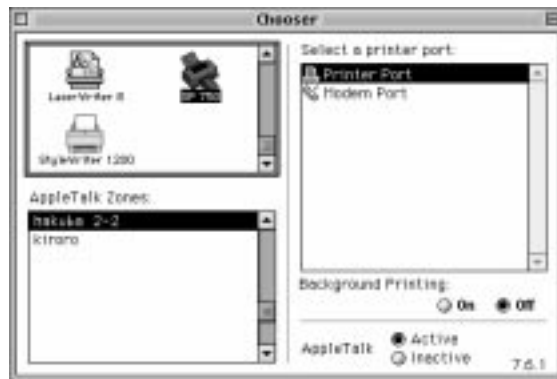 Chooser
LaserWriter 8
StyleWriter 1200
AppleTalk Zones:
hakuba 2-2
kiroro
Select a printer port:
Printer Port
Modem Port
Background Printing:
On Off
AppleTalk
Active
Inactive
7.6.1